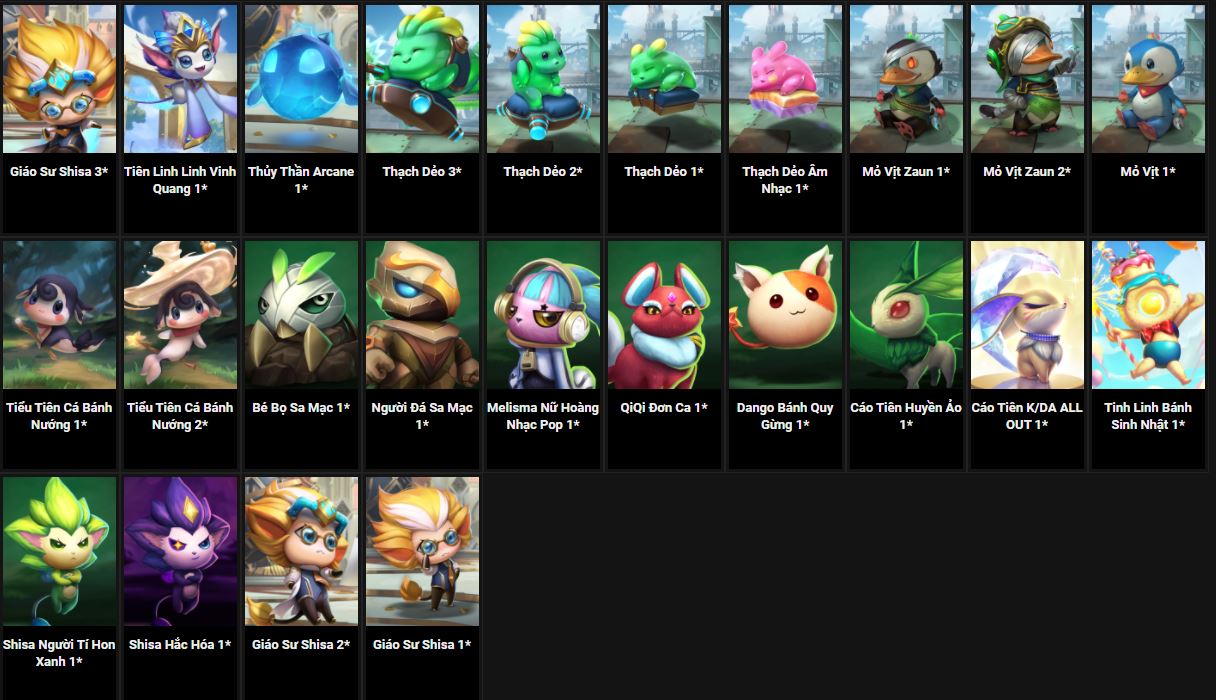 Giáo Sư Shisa 3*
Tiên Linh Linh Vinh
Quang 1*
Thủy Thần Arcane
1*
Thạch Dẻo 3*
Thạch Dẻo 2*
Thạch Dẻo 1*
Thạch Dẻo Âm
Nhạc 1*
Mỏ Vịt Zaun 1*
Mỏ Vịt Zaun 2*
Mỏ Vịt 1*
Tiểu Tiên Cá Bánh
Nướng 1*
Tiểu Tiên Cá Bánh
Nướng 2*
Bé Bọ Sa Mạc 1*
Người Đá Sa Mạc
1*
Melisma Nữ Hoàng
Nhạc Pop 1*
QiQi Đơn Ca 1*
Dango Bánh Quy
Gừng 1*
Cáo Tiên Huyền Ảo
1*
Cáo Tiên K/DA ALL
OUT 1*
Tinh Linh Bánh
Sinh Nhật 1*
Shisa Người Tí Hon
Xanh 1*
Shisa Hắc Hóa 1*
Giáo Sư Shisa 2*
Giáo Sư Shisa 1*